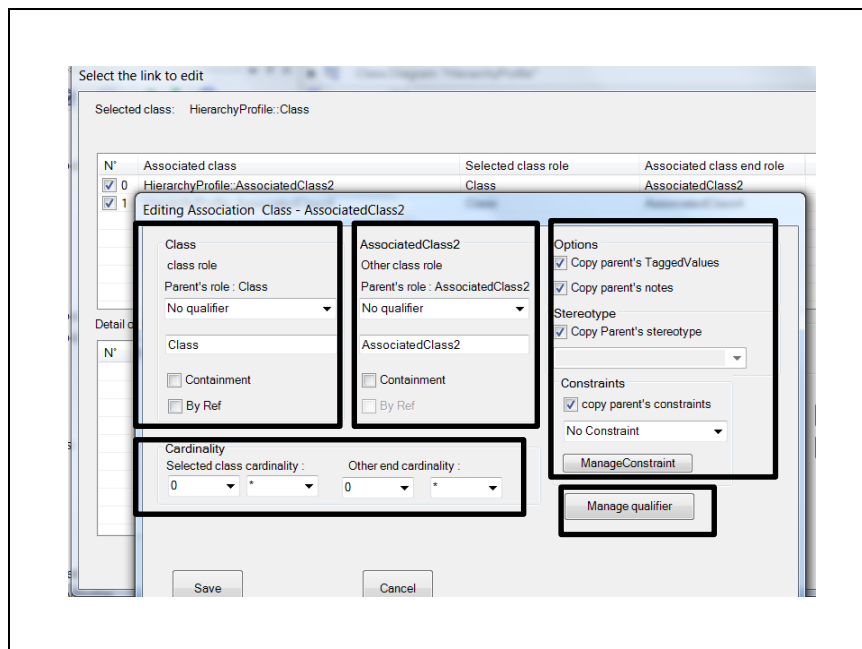 Select the link to edit
Class Diagram "HierarchyProfile"
Selected class: HierarchyProfile::Class
N° Associated class Selected class role Associated class end role
0 HierarchyProfile::AssociatedClass2 Class AssociatedClass2
1
Editing Association Class - AssociatedClass2
Class
class role
Parent's role : Class
No qualifier
Class
Containment
By Ref
AssociatedClass2
Other class role
Parent's role : AssociatedClass2
No qualifier
AssociatedClass2
Containment
By Ref
Options
Copy parent's TaggedValues
Copy parent's notes
Stereotype
Copy Parent's stereotype
Constraints
copy parent's constraints
No Constraint
ManageConstraint
Detail
N°
Cardinality
Selected class cardinality : Other end cardinality :
0 * 0 *
Manage qualifier
Save Cancel